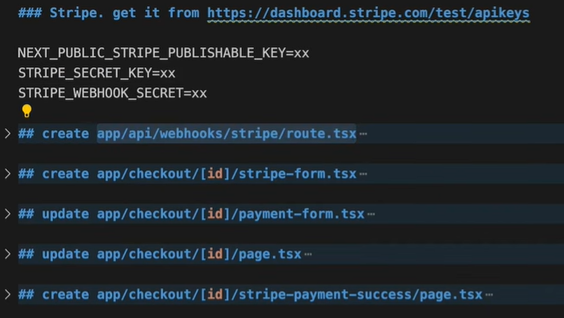 ### Stripe. get it from https://dashboard.stripe.com/test/apikeys
NEXT_PUBLIC_STRIPE_PUBLISHABLE_KEY=xx
STRIPE_SECRET_KEY=xx
STRIPE_WEBHOOK_SECRET=xx
## create app/api/webhooks/stripe/route.tsx…
## create app/checkout/[id]/stripe-form.tsx…
## update app/checkout/[id]/payment-form.tsx…
## update app/checkout/[id]/page.tsx…
## create app/checkout/[id]/stripe-payment-success/page.tsx…